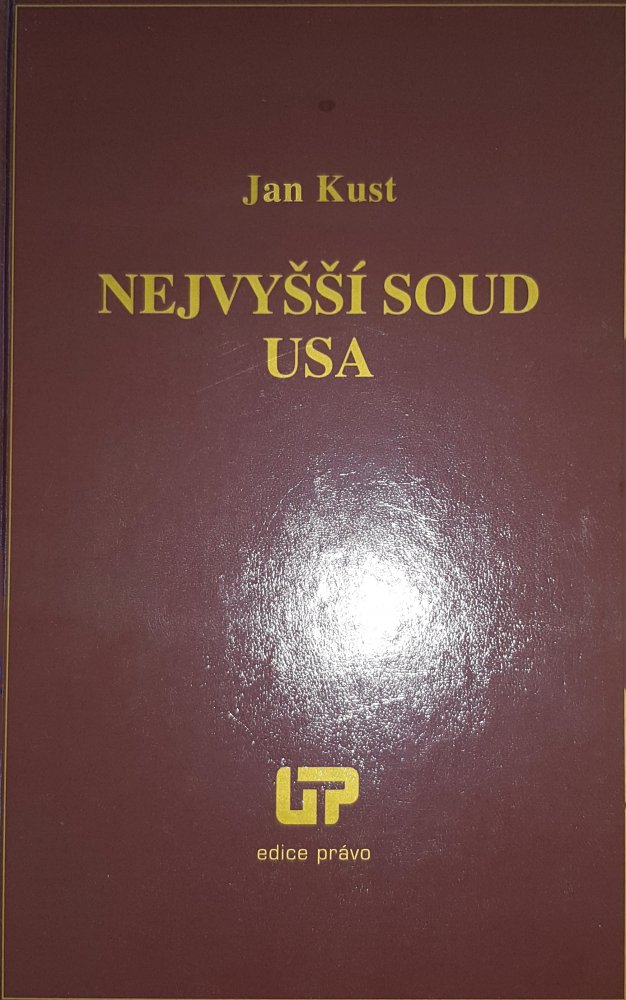 Jan Kust
NEJVYŠŠÍ SOUD
USA
edice právo